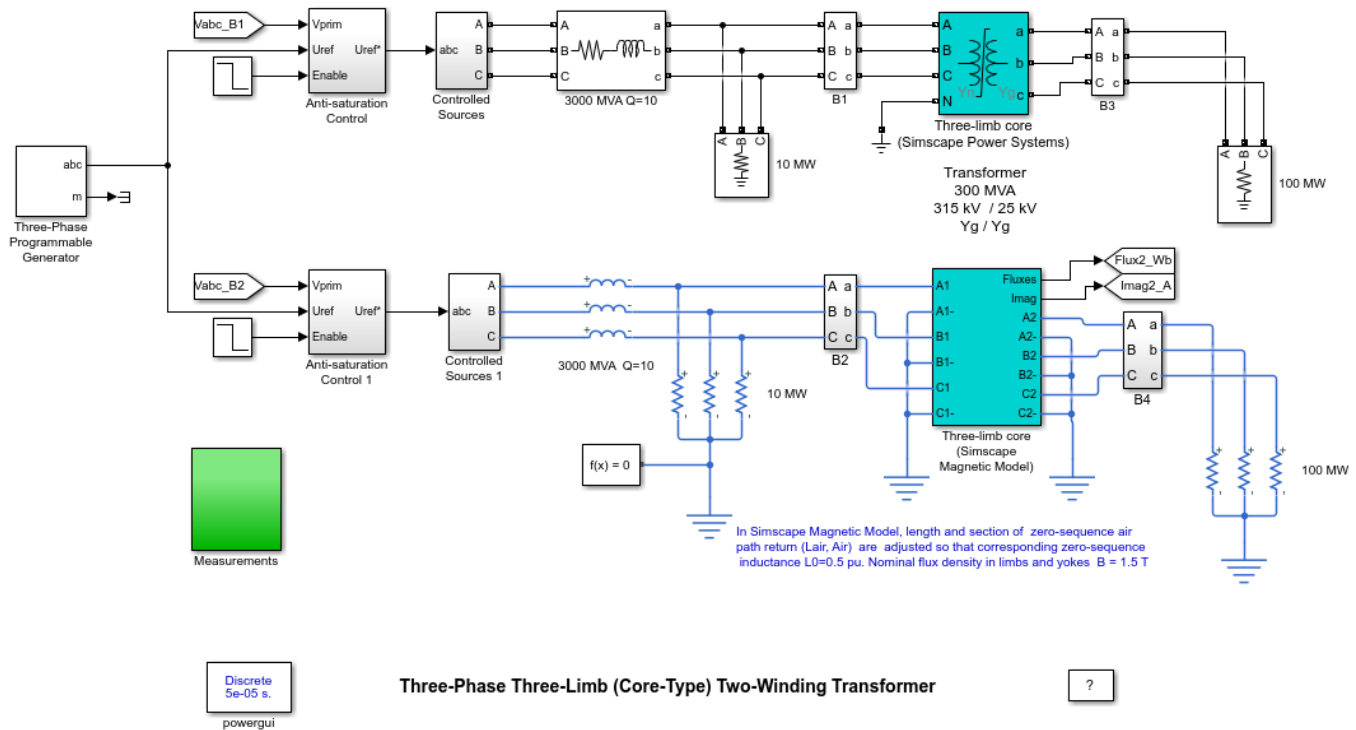 Vabc_B1
Vprim
Uref
Uref*
Enable
Anti-saturation
Control
abc
A
B
C
Controlled
Sources
A
B
C
a
b
c
3000 MVA Q=10
A
B
C
10 MW
A a
B b
C c
B1
A
B
C
N
a
b
c
Yn
Yg
Three-limb core
(Simscape Power Systems)
Transformer
300 MVA
315 kV / 25 kV
Yg / Yg
A a
B b
C c
B3
A
B
C
100 MW
abc
m
Three-Phase
Programmable
Generator
Vabc_B2
Vprim
Uref
Uref*
Enable
Anti-saturation
Control 1
abc
A
B
C
Controlled
Sources 1
+ -
+ -
+ -
3000 MVA Q=10
+ + +
- - -
10 MW
f(x) = 0
A a
B b
C c
B2
A1
A1-
B1
B1-
C1
C1-
Fluxes
Imag
A2
A2-
B2
B2-
C2
C2-
Three-limb core
(Simscape
Magnetic Model)
Flux2_Wb
Imag2_A
A a
B b
C c
B4
+ + +
- - -
100 MW
Measurements
In Simscape Magnetic Model, length and section of zero-sequence air
path return (Lair, Air) are adjusted so that corresponding zero-sequence
inductance L0=0.5 pu. Nominal flux density in limbs and yokes B = 1.5 T
Discrete
5e-05 s.
powergui
Three-Phase Three-Limb (Core-Type) Two-Winding Transformer
?